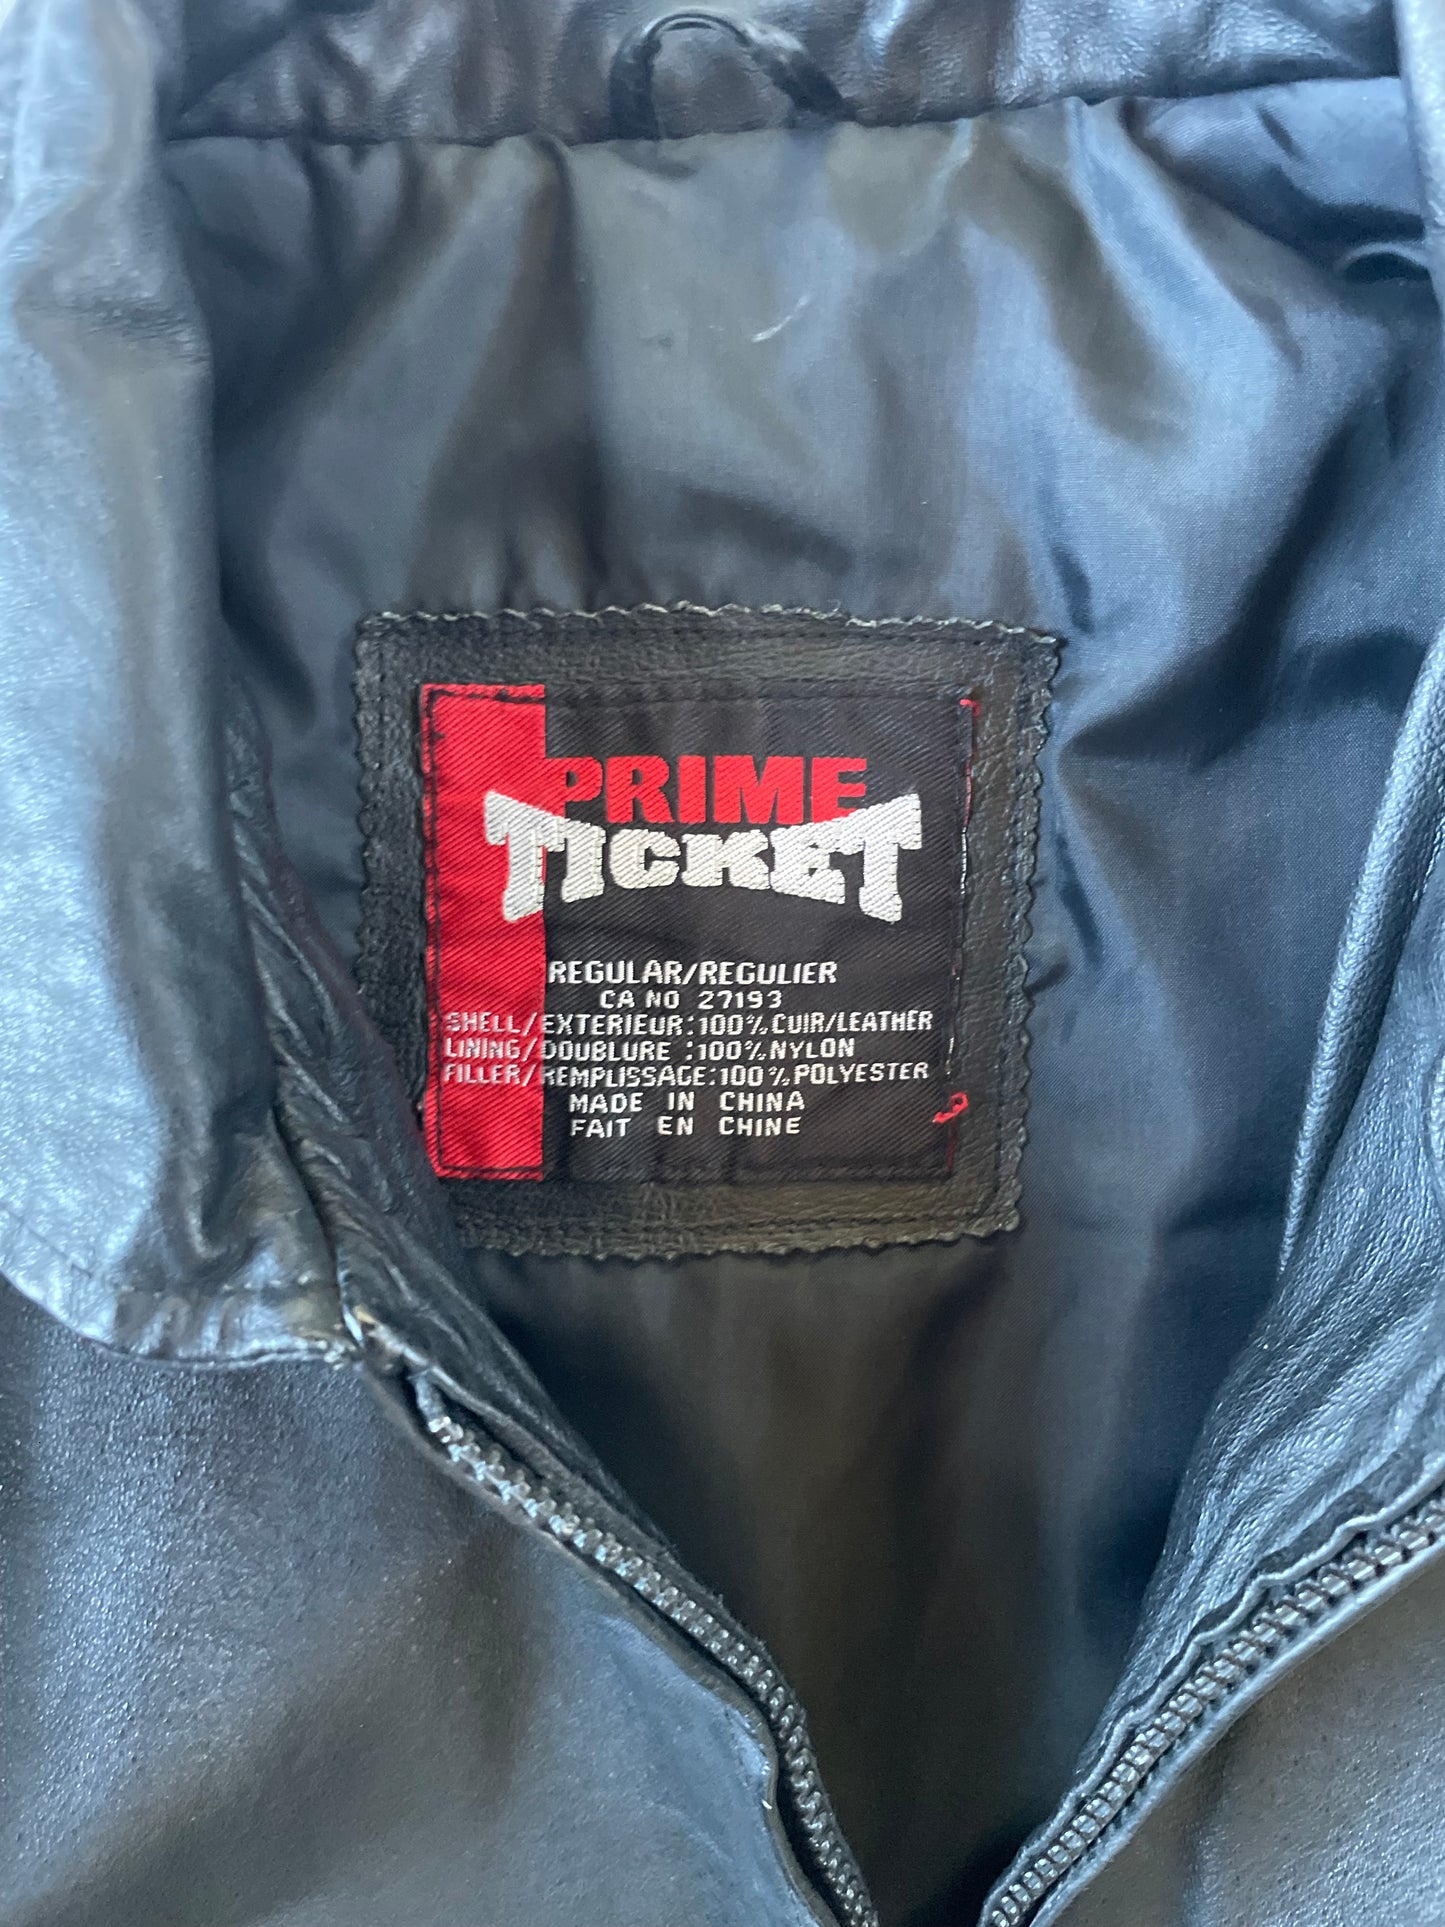 PRIME
TICKET
REGULAR/REGULIER
CA NO 27193
SHELL/EXTERIEUR:100% CUIR/LEATHER
LINING/DOUBLURE :100% NYLON
FILLER/REMPLISSAGE:100% POLYESTER
MADE IN CHINA
FAIT EN CHINE